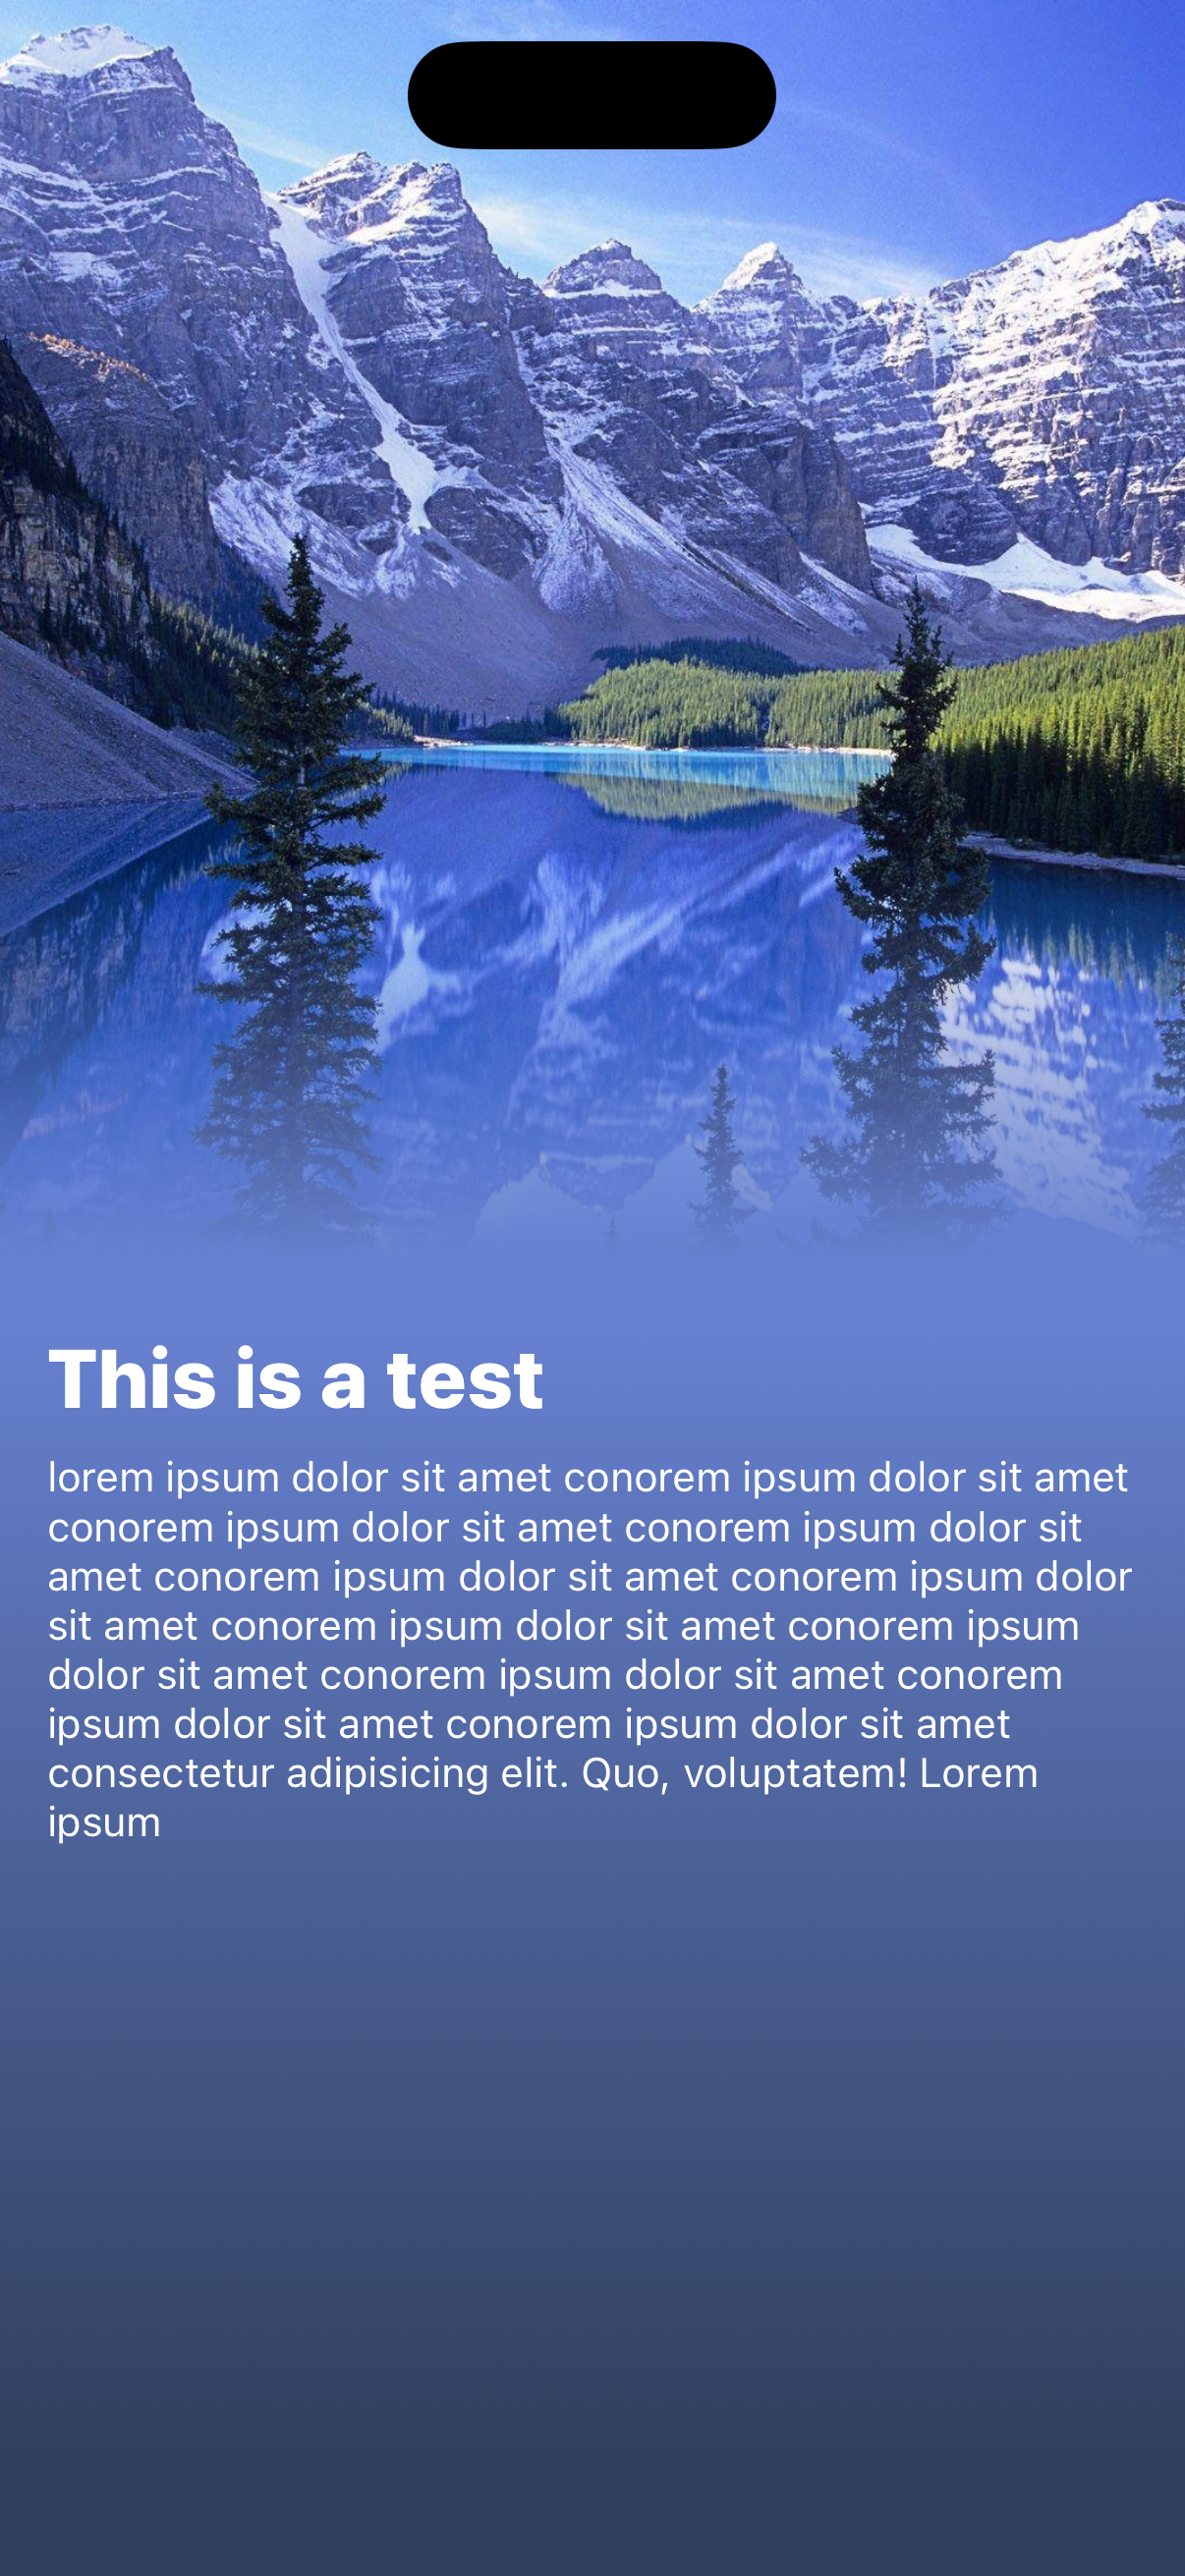 This is a test
lorem ipsum dolor sit amet conorem ipsum dolor sit amet
conorem ipsum dolor sit amet conorem ipsum dolor sit
amet conorem ipsum dolor sit amet conorem ipsum dolor
sit amet conorem ipsum dolor sit amet conorem ipsum
dolor sit amet conorem ipsum dolor sit amet conorem
ipsum dolor sit amet conorem ipsum dolor sit amet
consectetur adipisicing elit. Quo, voluptatem! Lorem
ipsum